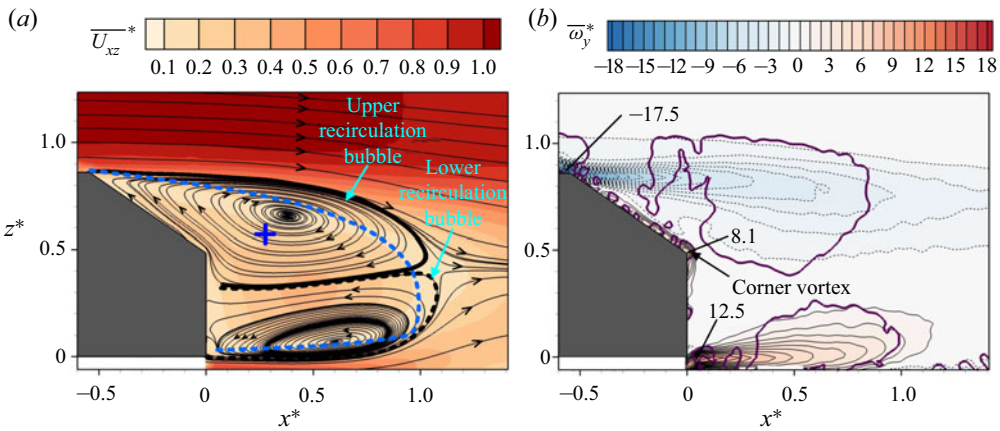 (a)
U̅x̅z̅*
0.1 0.2 0.3 0.4 0.5 0.6 0.7 0.8 0.9 1.0
Upper
recirculation
bubble
Lower
recirculation
bubble
1.0
0.5
0
z*
−0.5 0 0.5 1.0
x*
(b)
ω̅y*
−18 −12 −9 −6 −3 0 3 6 9 12 15 18
−17.5
8.1
Corner vortex
12.5
1.0
0.5
0
−0.5 0 0.5 1.0
x*